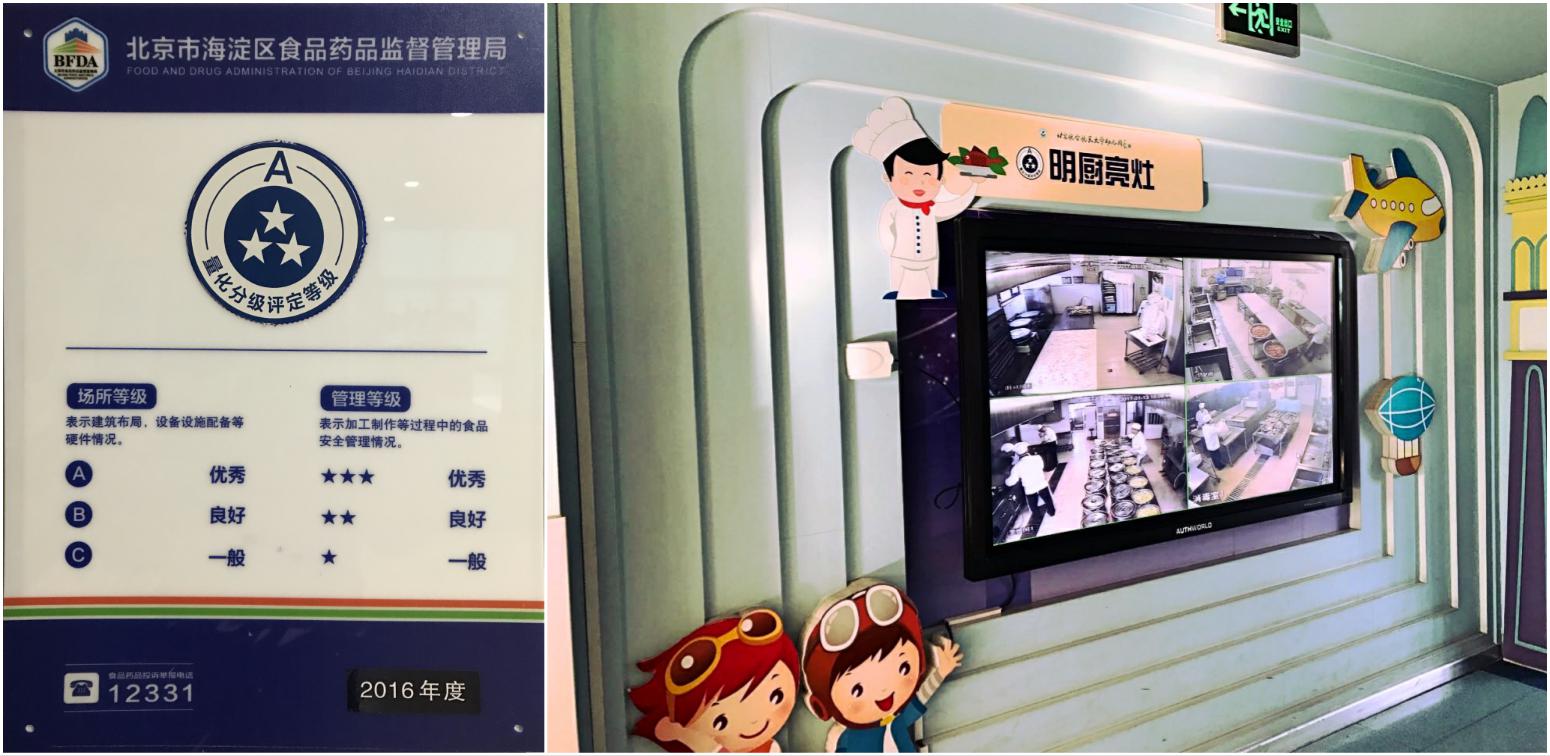 BFDA
北京市海淀区食品药品监督管理局
FOOD AND DRUG ADMINISTRATION OF BEIJING HAIDIAN DISTRICT
A
量化分级评定等级
场所等级
表示建筑布局，设备设施配备等
硬件情况。
A 优秀
B 良好
C 一般
管理等级
表示加工制作等过程中的食品
安全管理情况。
★★★ 优秀
★★ 良好
★ 一般
食品药品投诉举报电话
12331
2016年度
安全出口
EXIT
A
明厨亮灶
AUTHWORLD